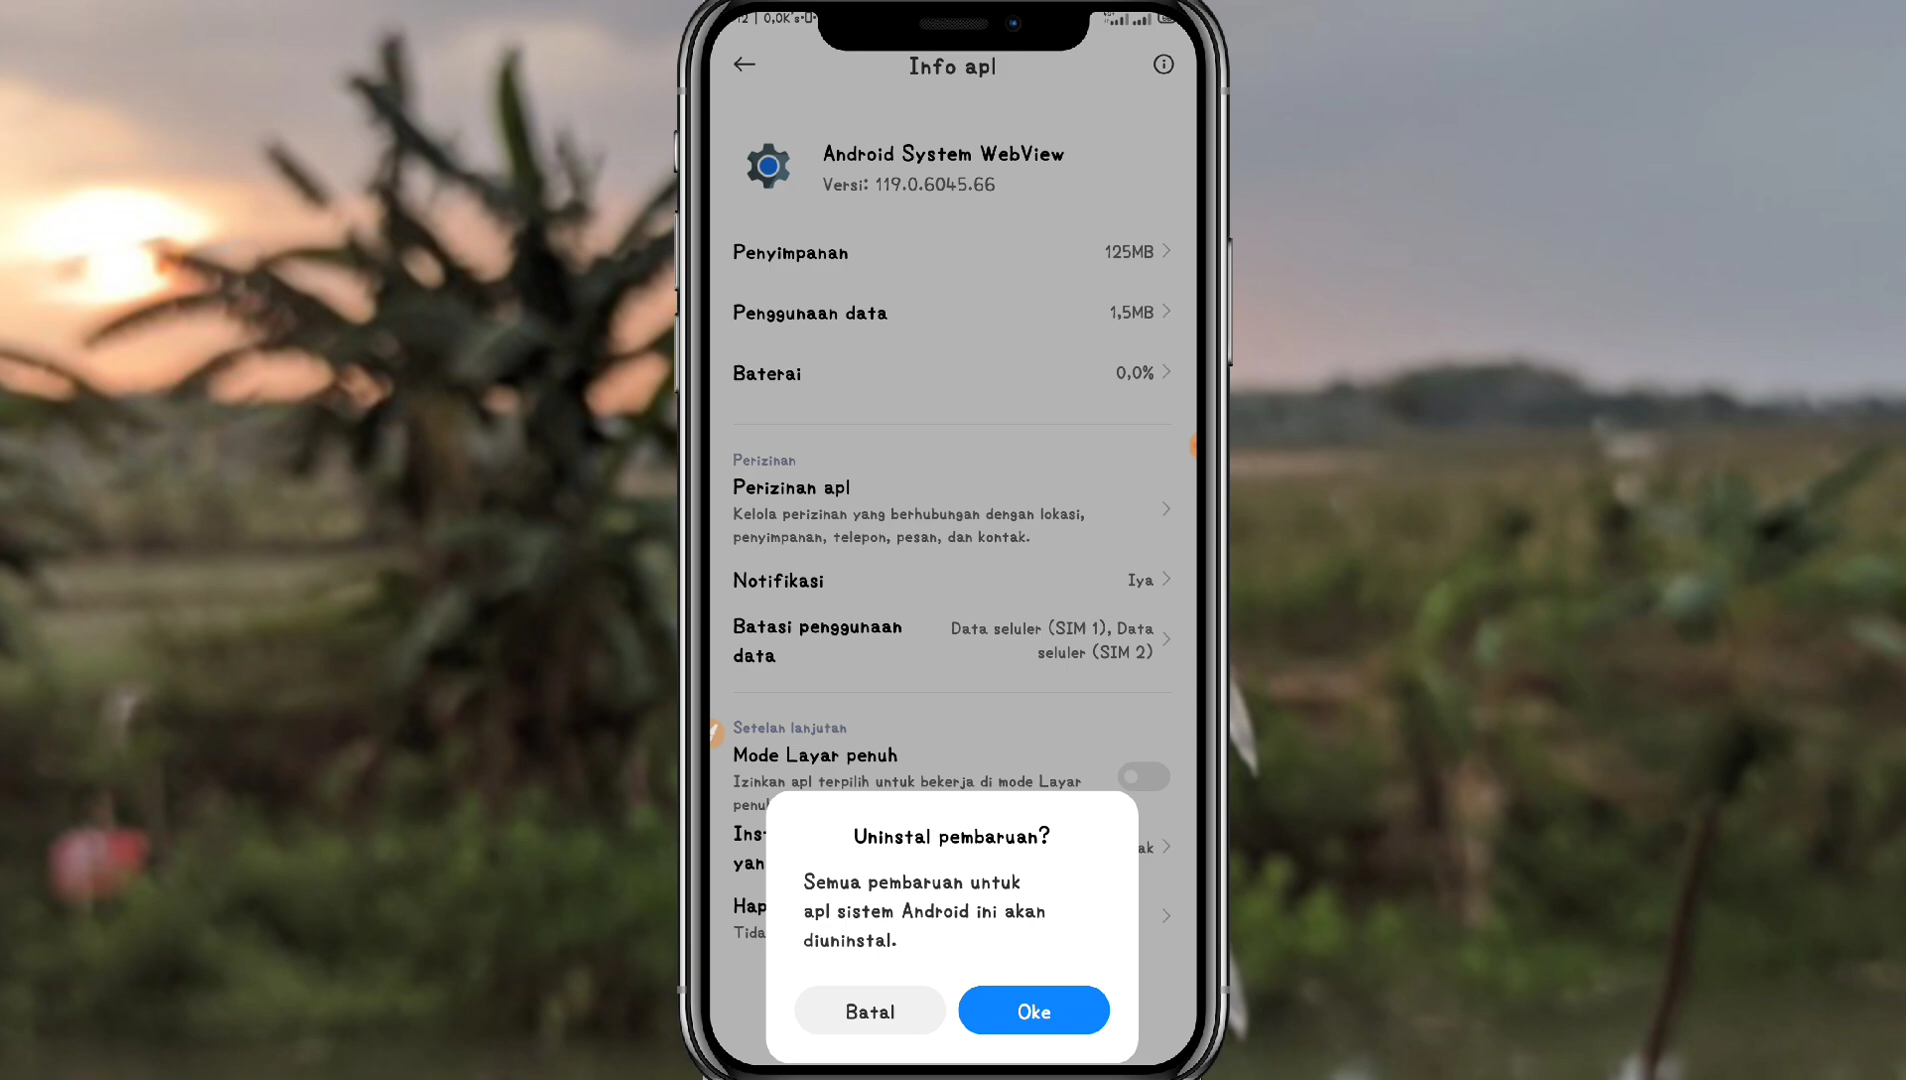 0,0K
Info apl
Android System WebView
Versi: 119.0.6045.66
Penyimpanan 125MB
Penggunaan data 1,5MB
Baterai 0,0%
Perizinan
Perizinan apl
Kelola perizinan yang berhubungan dengan lokasi,
penyimpanan, telepon, pesan, dan kontak.
Notifikasi Iya
Batasi penggunaan Data seluler (SIM 1), Data
data seluler (SIM 2)
Setelan lanjutan
Mode Layar penuh
Izinkan apl terpilih untuk bekerja di mode Layar
Uninstal pembaruan?
Semua pembaruan untuk
apl sistem Android ini akan
diuninstal.
Batal Oke